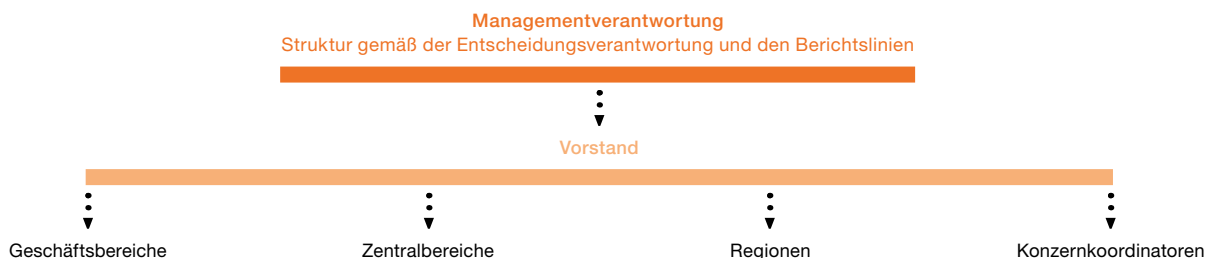 Managementverantwortung
Struktur gemäß der Entscheidungsverantwortung und den Berichtslinien
Vorstand
Geschäftsbereiche
Zentralbereiche
Regionen
Konzernkoordinatoren